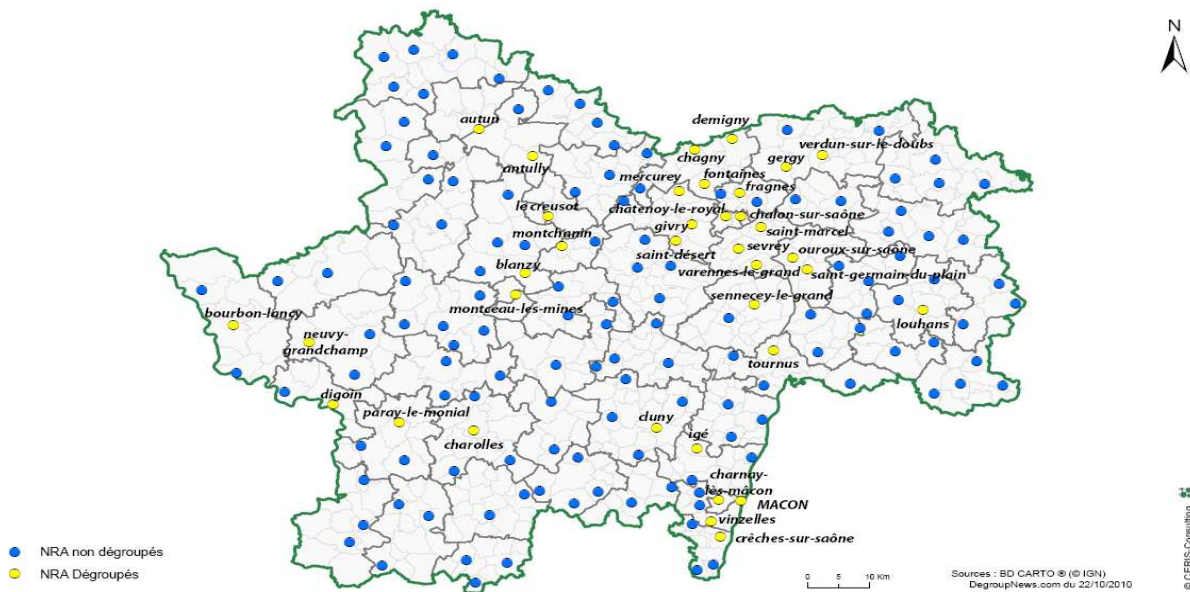 N
demigny
autun
verdun-sur-le-doubs
chagny
gergy
antully
fontaines
mercurey
fragnes
le creusot
châtenoy-le-royal
chalon-sur-saône
givry
saint-marcel
montchanin
sevrey
ouroux-sur-saône
saint-désert
blanzy
varennes-le-grand
saint-germain-du-plain
sennecey-le-grand
bourbon-lancy
montceau-les-mines
louhans
neuvy-
grandchamp
tournus
digoin
paray-le-monial
cluny
charolles
igé
charnay-
lès-mâcon
MACON
vinzelles
crêches-sur-saône
NRA non dégroupés
NRA Dégroupés
0 5 10 Km
Sources : BD CARTO ® (© IGN)
DegroupNews.com du 22/10/2010
© CERIS-Consulting